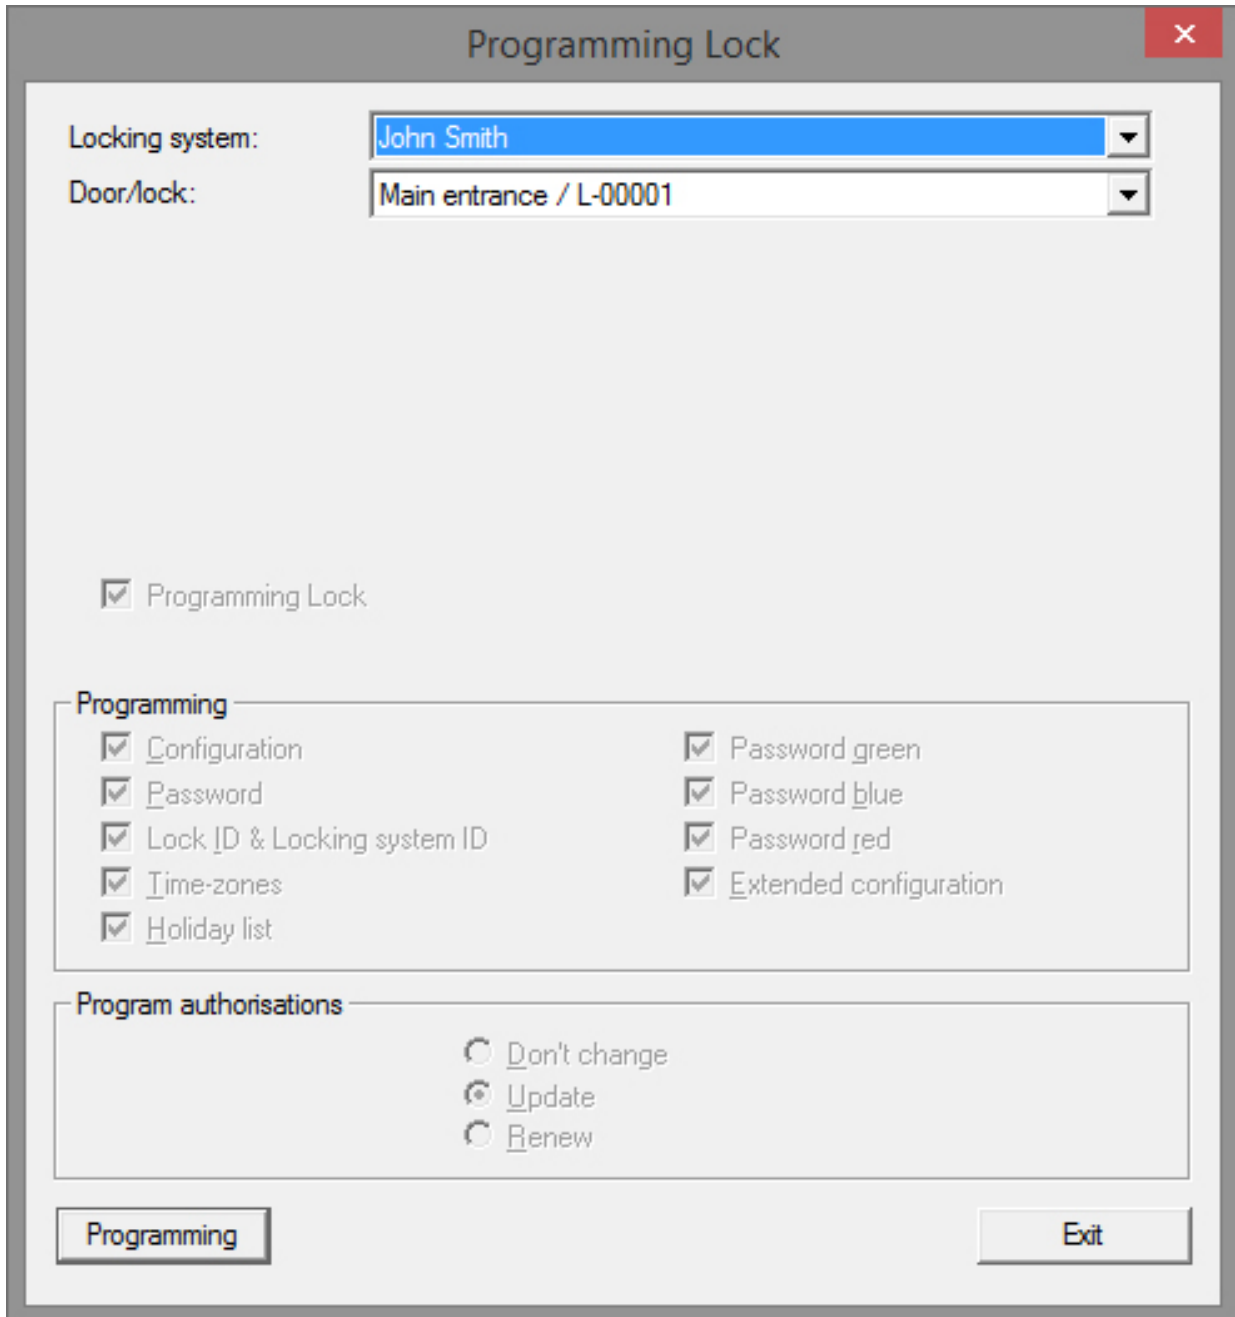 Programming Lock
Locking system: John Smith
Door/lock: Main entrance / L-00001
Programming Lock
Programming
Configuration Password green
Password Password blue
Lock ID & Locking system ID Password red
Time-zones Extended configuration
Holiday list
Program authorisations
Don't change
Update
Renew
Programming Exit